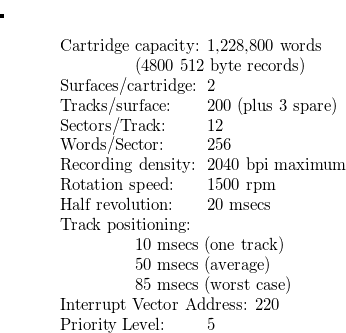 Cartridge capacity: 1,228,800 words
(4800 512 byte records)
Surfaces/cartridge: 2
Tracks/surface: 200 (plus 3 spare)
Sectors/Track: 12
Words/Sector: 256
Recording density: 2040 bpi maximum
Rotation speed: 1500 rpm
Half revolution: 20 msecs
Track positioning:
10 msecs (one track)
50 msecs (average)
85 msecs (worst case)
Interrupt Vector Address: 220
Priority Level: 5